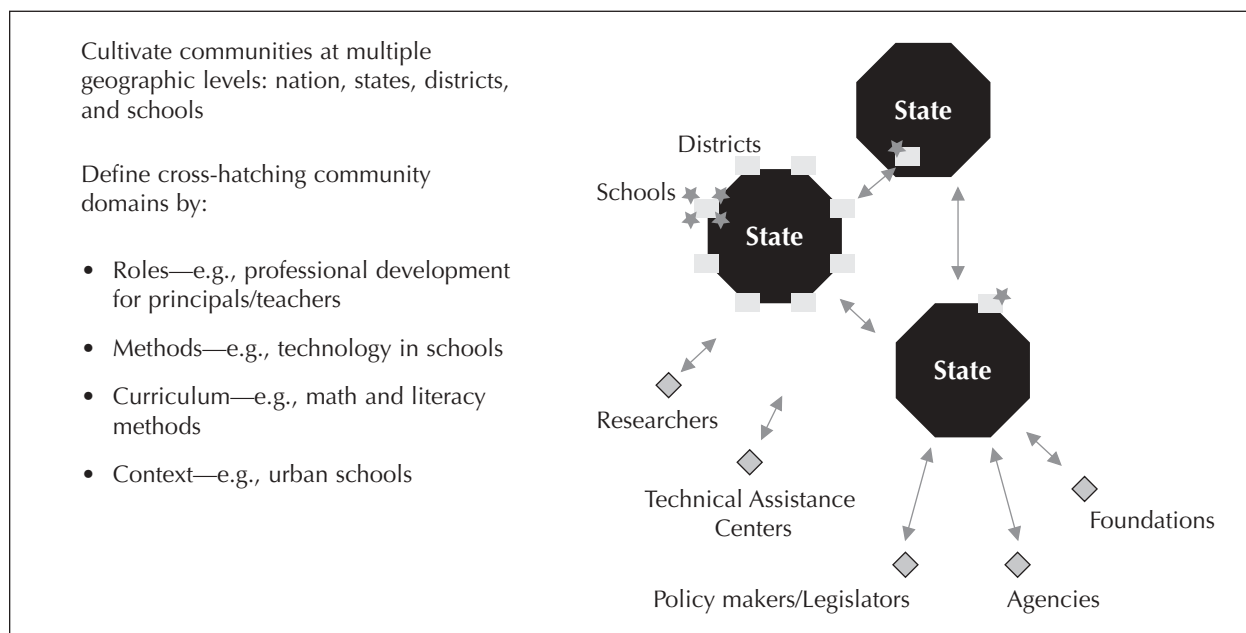 Cultivate communities at multiple
geographic levels: nation, states, districts,
and schools
Define cross-hatching community
domains by:
• Roles—e.g., professional development
for principals/teachers
• Methods—e.g., technology in schools
• Curriculum—e.g., math and literacy
methods
• Context—e.g., urban schools
State
Districts
Schools
State
State
Researchers
Technical Assistance
Centers
Foundations
Policy makers/Legislators
Agencies